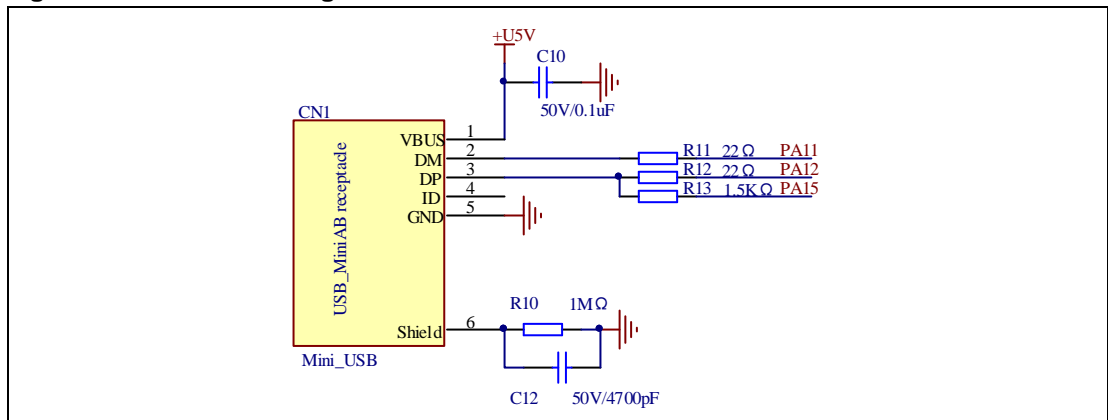 +U5V
C10
50V/0.1uF
CN1
USB_MiniAB receptacle
VBUS 1
DM 2
DP 3
ID 4
GND 5
Shield 6
R11 22Ω PA11
R12 22Ω PA12
R13 1.5KΩ PA15
R10 1MΩ
C12 50V/4700pF
Mini_USB